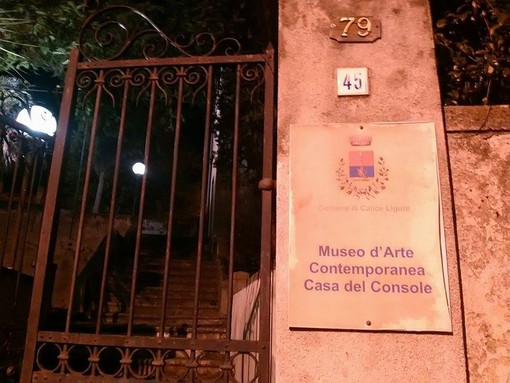 79
45
Comune di Calice Ligure
Museo d'Arte
Contemporanea
Casa del Console